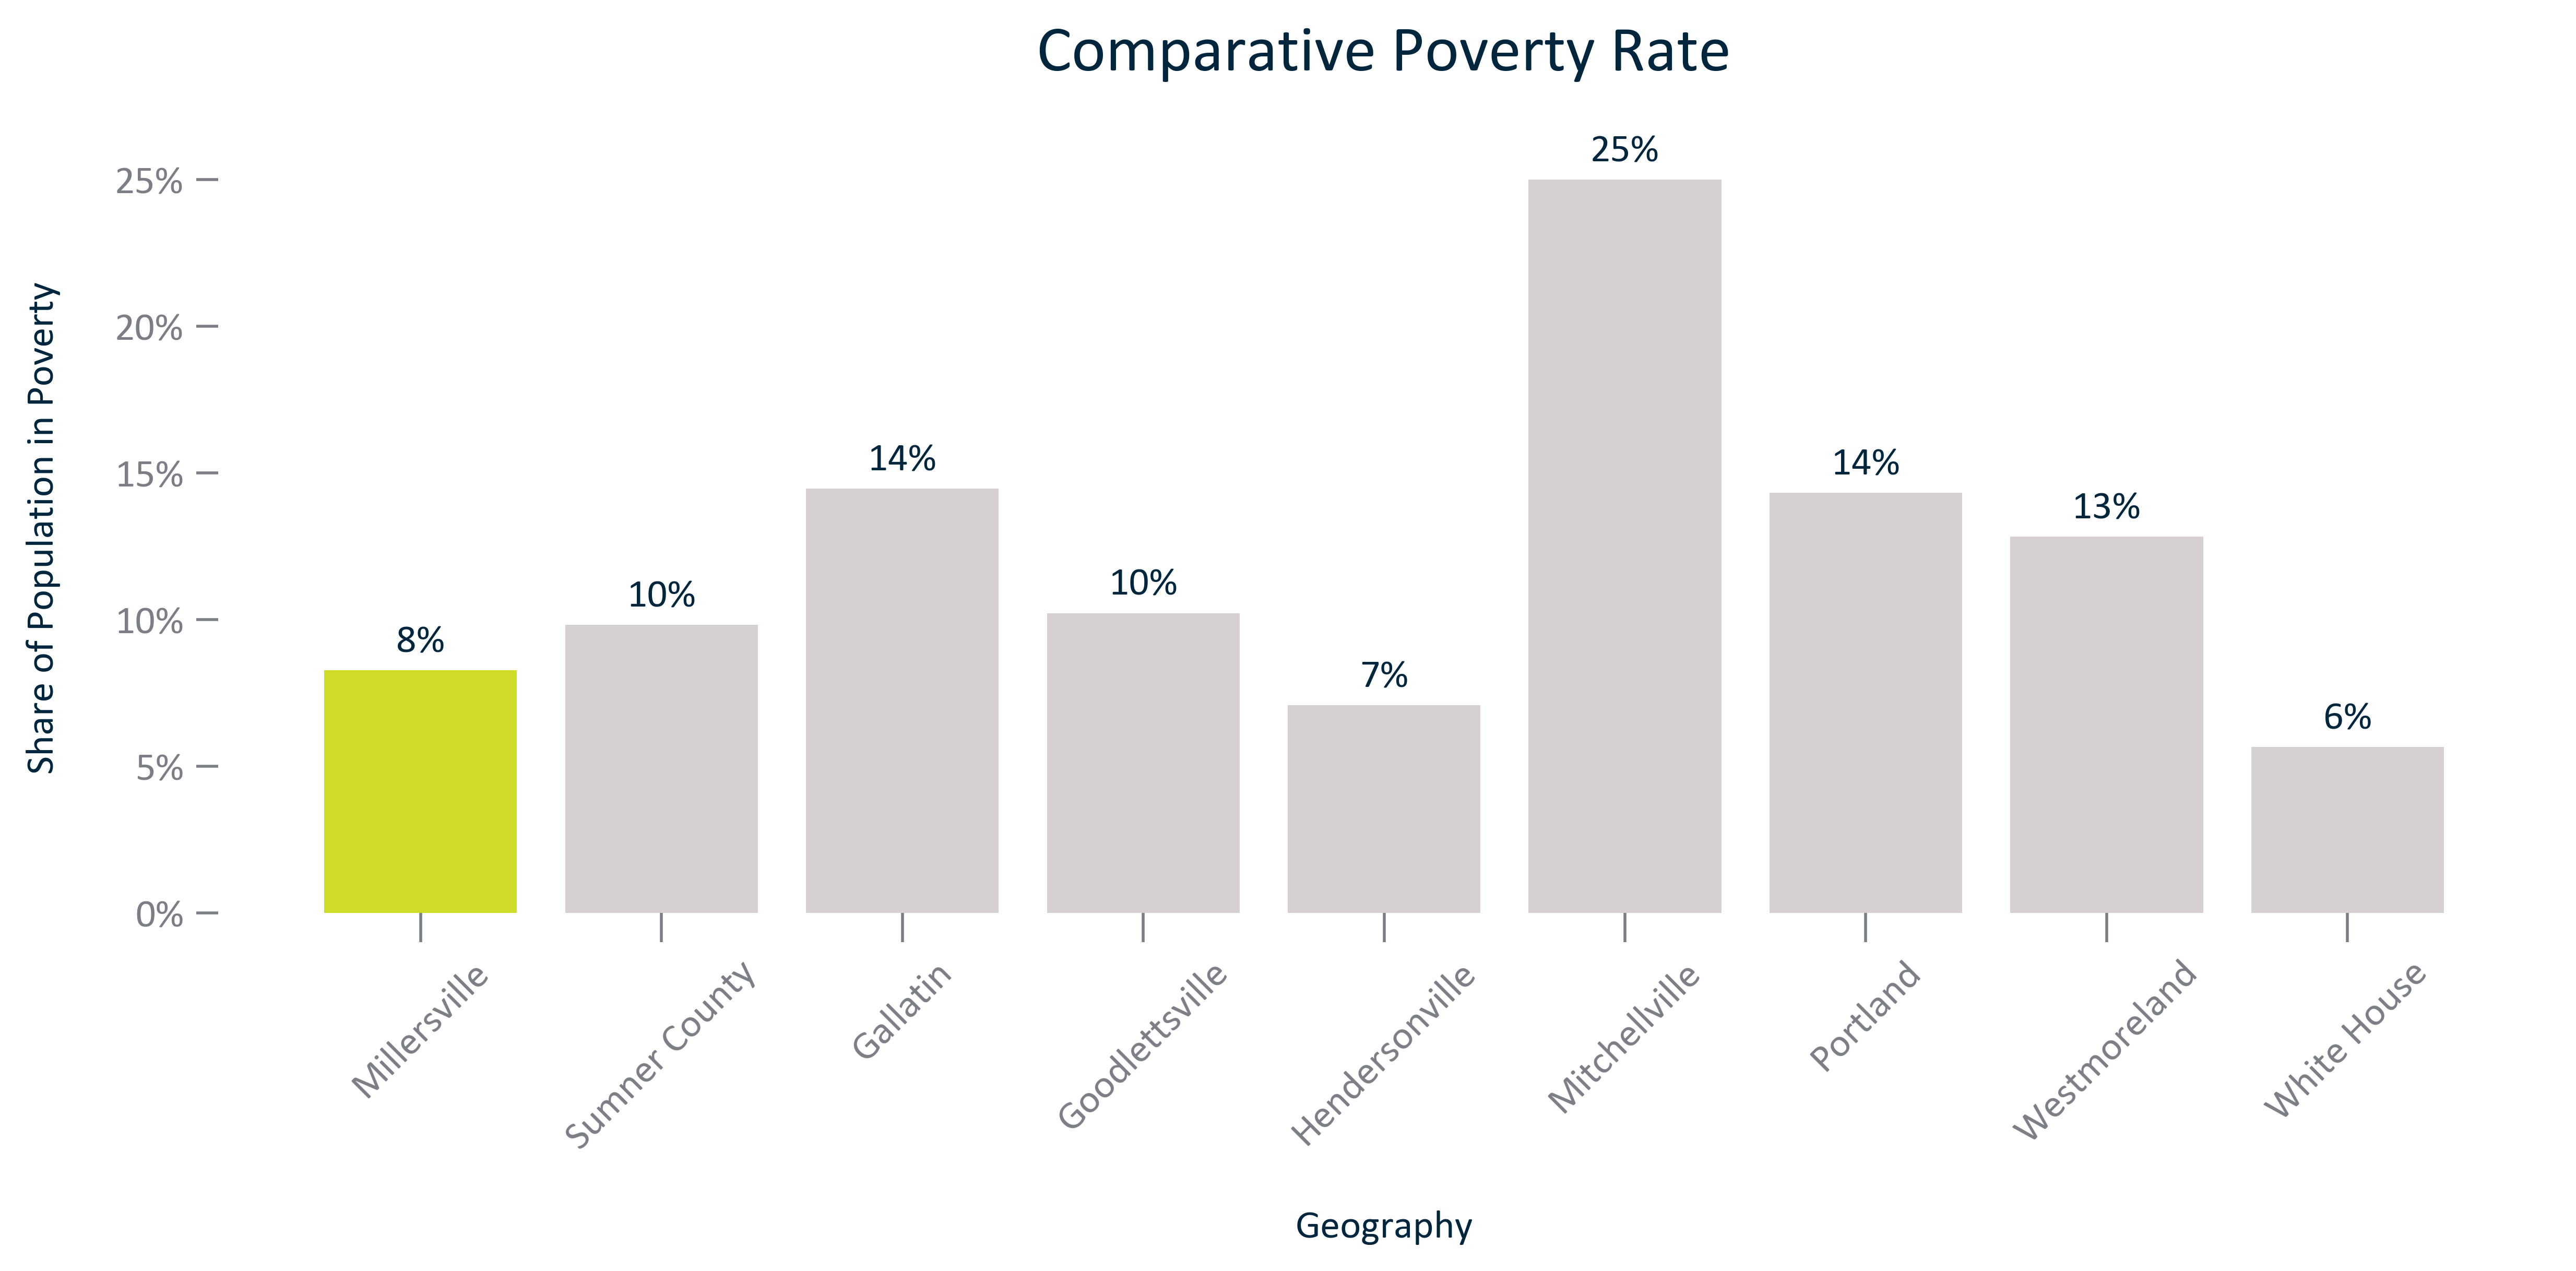 Comparative Poverty Rate
Share of Population in Poverty
25%
20%
15%
10%
5%
0%
8%
10%
14%
10%
7%
25%
14%
13%
6%
Millersville
Sumner County
Gallatin
Goodlettsville
Hendersonville
Mitchellville
Portland
Westmoreland
White House
Geography